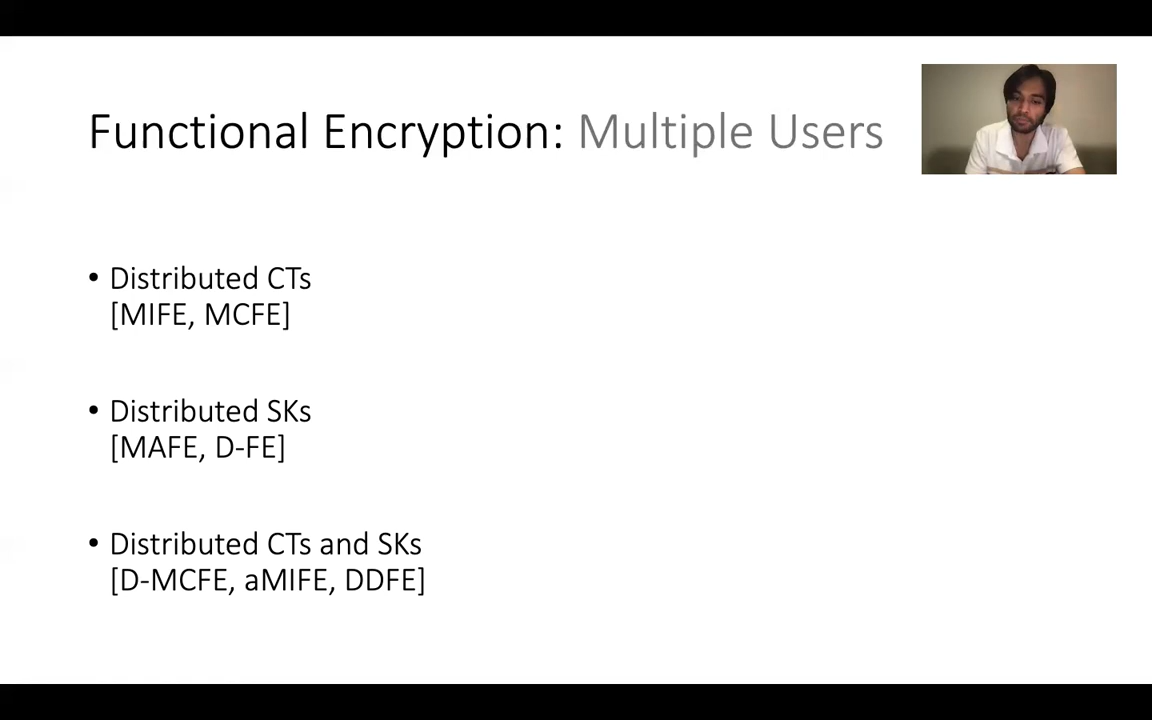 Functional Encryption: Multiple Users
• Distributed CTs
[MIFE, MCFE]
• Distributed SKs
[MAFE, D-FE]
• Distributed CTs and SKs
[D-MCFE, aMIFE, DDFE]